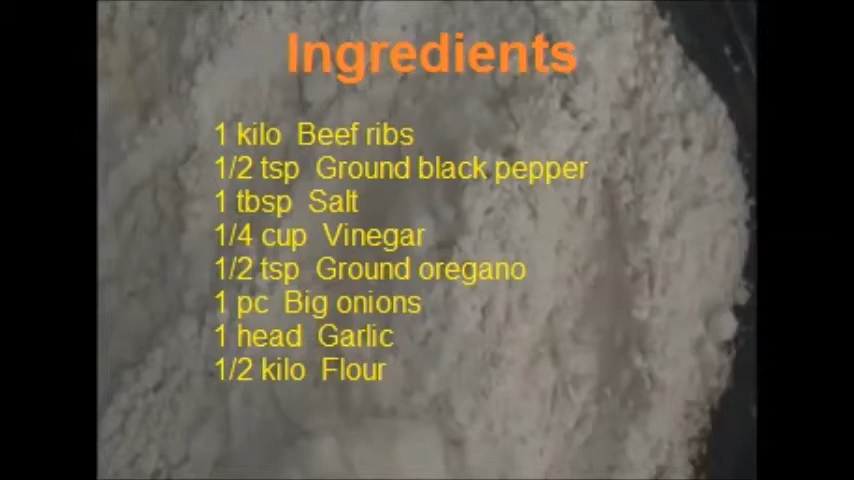 Ingredients
1 kilo  Beef ribs
1/2 tsp  Ground black pepper
1 tbsp  Salt
1/4 cup  Vinegar
1/2 tsp  Ground oregano
1 pc  Big onions
1 head  Garlic
1/2 kilo  Flour